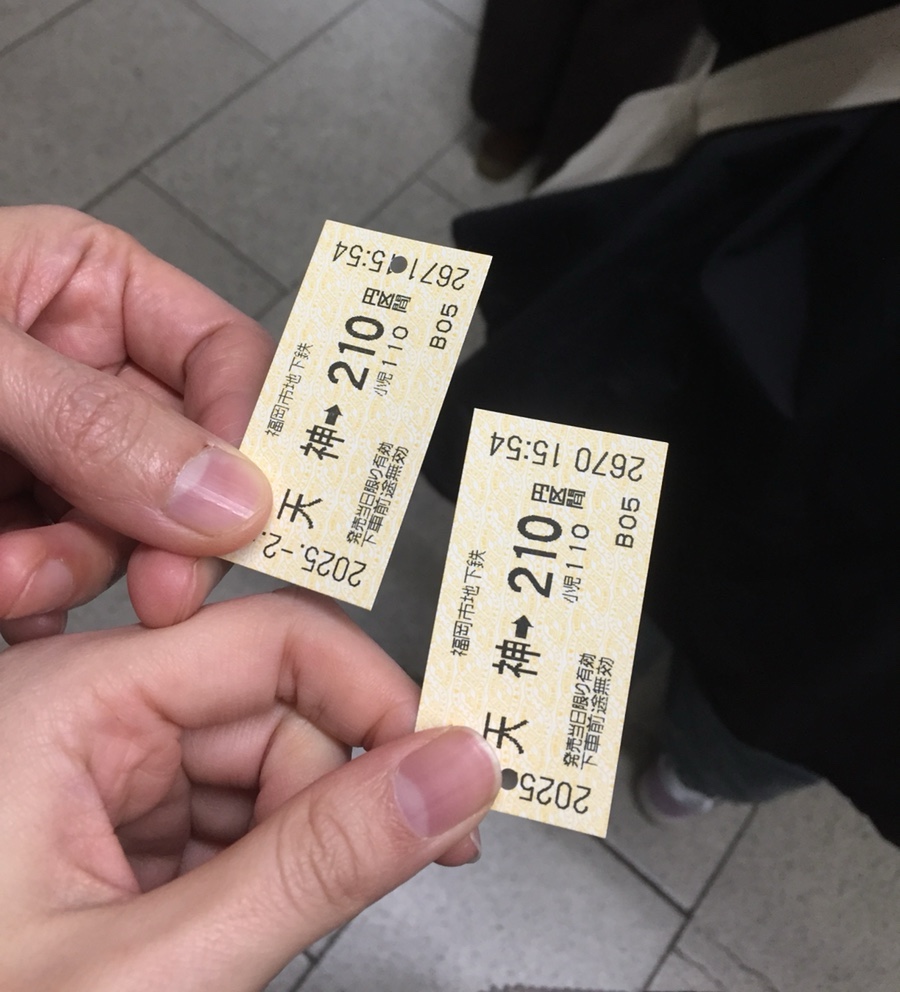 福岡市地下鉄
天 神➡210円区間
小児110
発売当日限り有効
下車前途無効
B05
2025.-2.
2671 15:54
福岡市地下鉄
天 神➡210円区間
小児110
発売当日限り有効
下車前途無効
B05
2025
2670 15:54